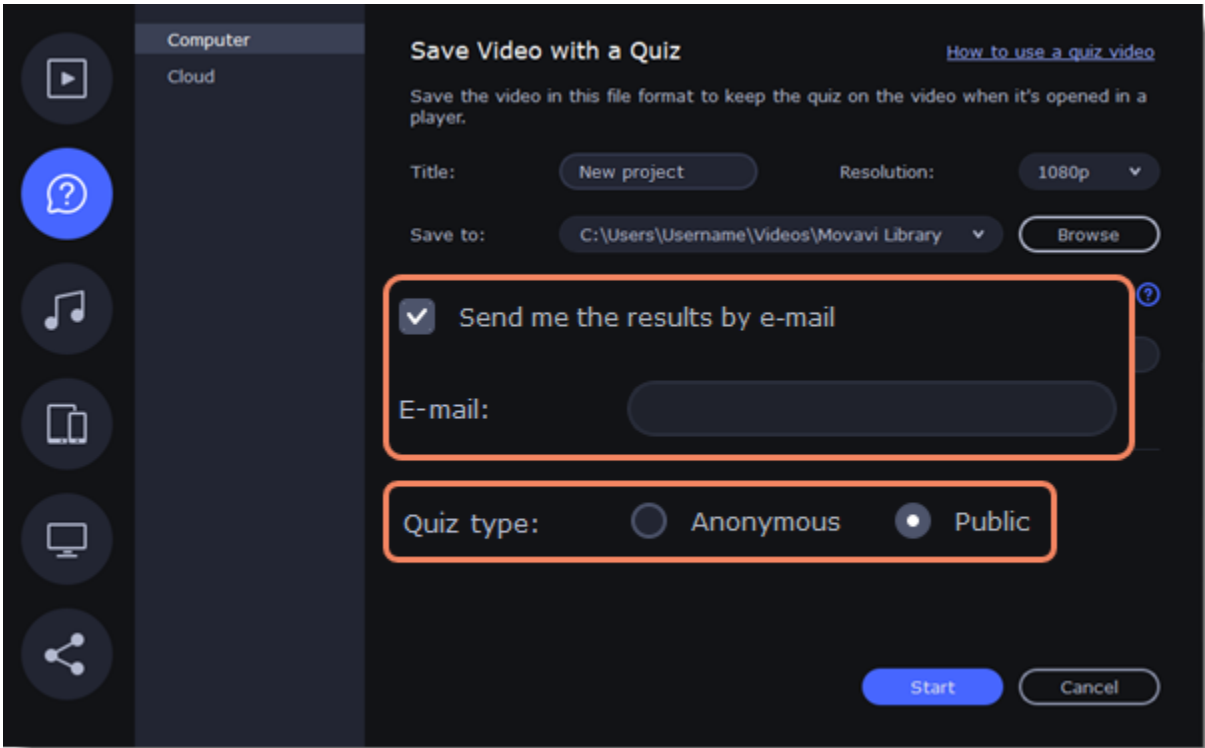 Computer
Cloud
Save Video with a Quiz
How to use a quiz video
Save the video in this file format to keep the quiz on the video when it's opened in a
player.
Title: New project Resolution: 1080p
Save to: C:\Users\Username\Videos\Movavi Library Browse
Send me the results by e-mail
E-mail:
Quiz type: Anonymous Public
Start Cancel